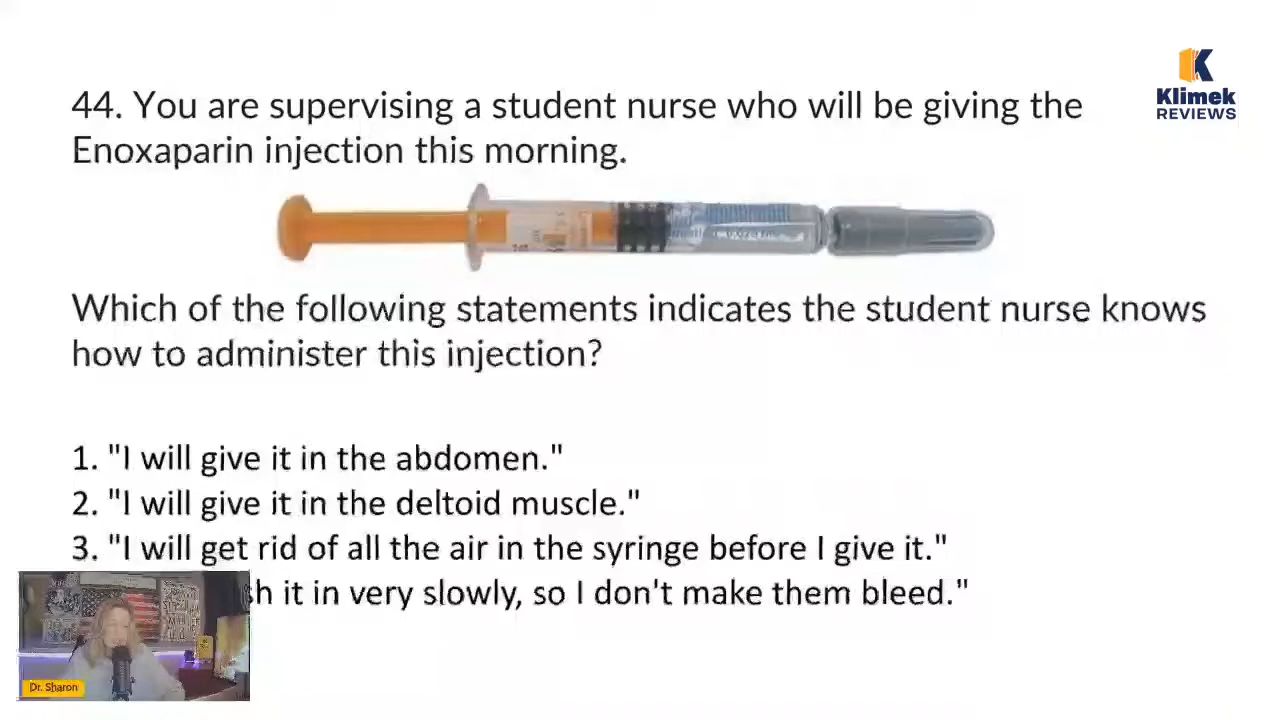 Klimek
REVIEWS
44. You are supervising a student nurse who will be giving the
Enoxaparin injection this morning.
Which of the following statements indicates the student nurse knows
how to administer this injection?
1. "I will give it in the abdomen."
2. "I will give it in the deltoid muscle."
3. "I will get rid of all the air in the syringe before I give it."
it in very slowly, so I don't make them bleed."
Dr. Sharon